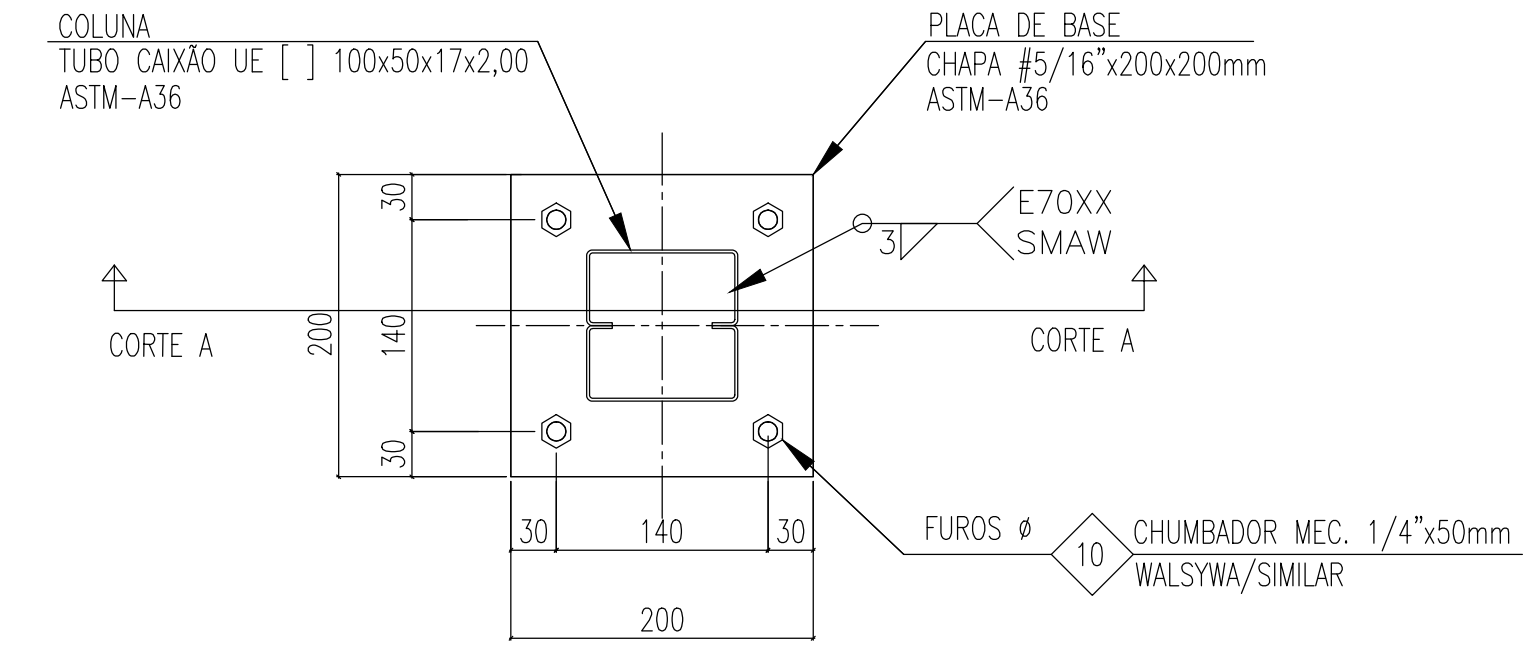 COLUNA
TUBO CAIXÃO UE [ ] 100x50x17x2,00
ASTM-A36
PLACA DE BASE
CHAPA #5/16"x200x200mm
ASTM-A36
30
200
140
30
E70XX
3
SMAW
CORTE A
CORTE A
30
140
30
200
FUROS ø
10
CHUMBADOR MEC. 1/4"x50mm
WALSYWA/SIMILAR